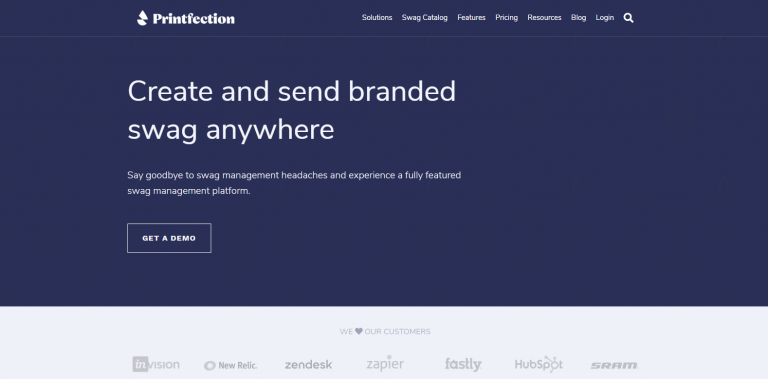 Printfection
Solutions Swag Catalog Features Pricing Resources Blog Login
Create and send branded
swag anywhere
Say goodbye to swag management headaches and experience a fully featured
swag management platform.
GET A DEMO
WE OUR CUSTOMERS
invision New Relic. zendesk zapier fastly HubSpot SRAM